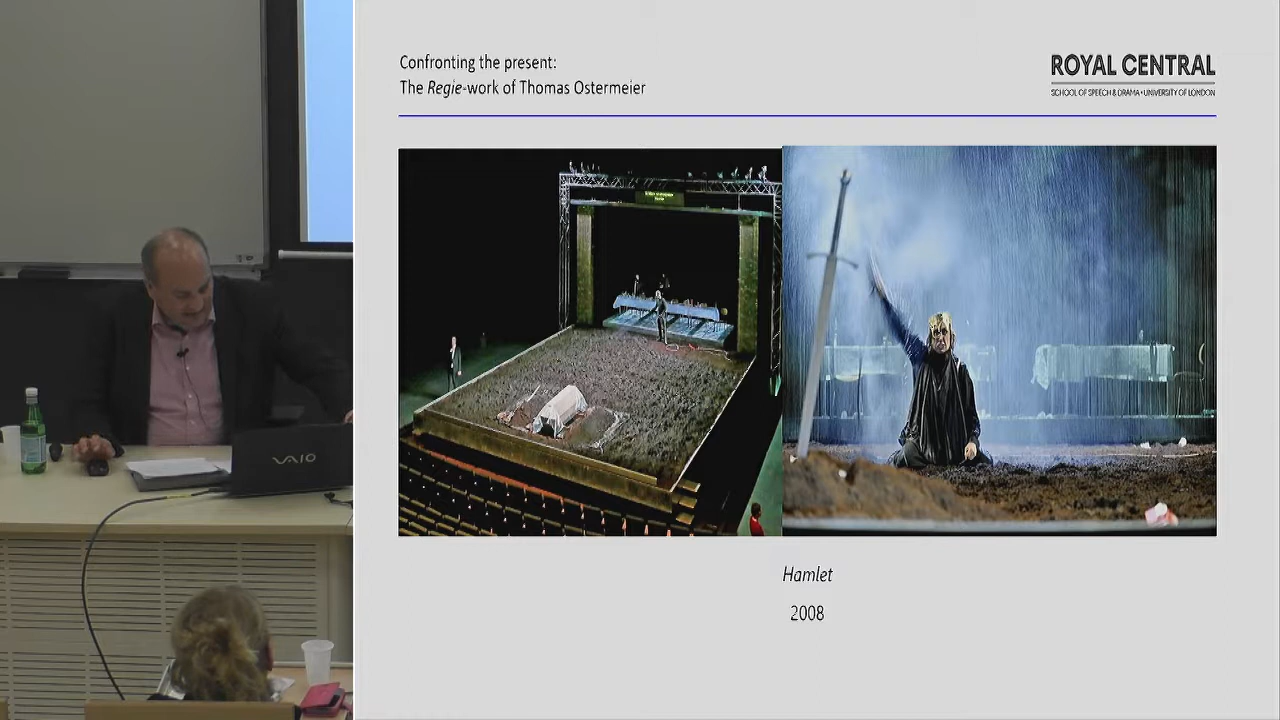 Confronting the present:
The Regie-work of Thomas Ostermeier
ROYAL CENTRAL
SCHOOL OF SPEECH & DRAMA • UNIVERSITY OF LONDON
VAIO
Hamlet
2008